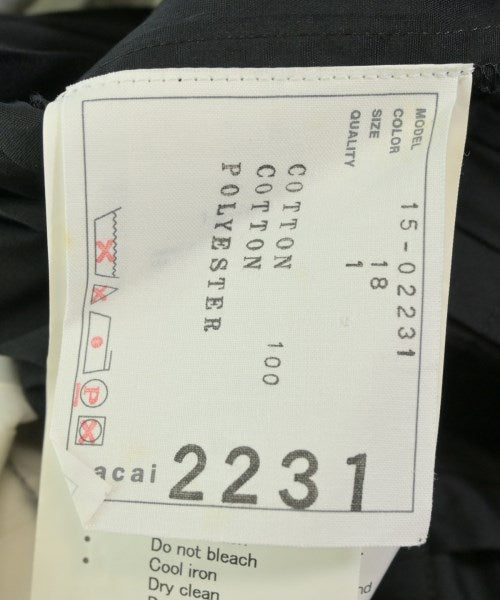 MODEL 15-02231
COLOR 18
SIZE 1
QUALITY
COTTON 100
COTTON
POLYESTER
P
acai 2231
Do not bleach
Cool iron
Dry clean